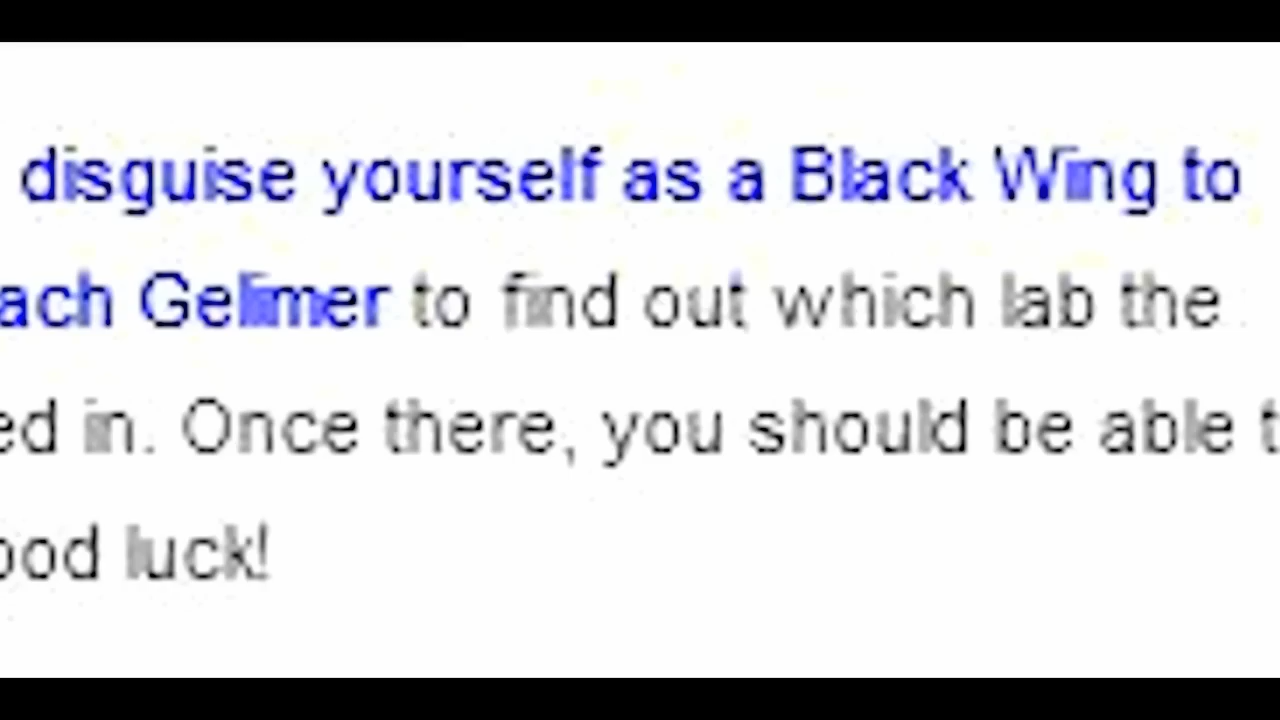 disguise yourself as a Black Wing to
ach Gelimer to find out which lab the
ed in. Once there, you should be able t
ood luck!